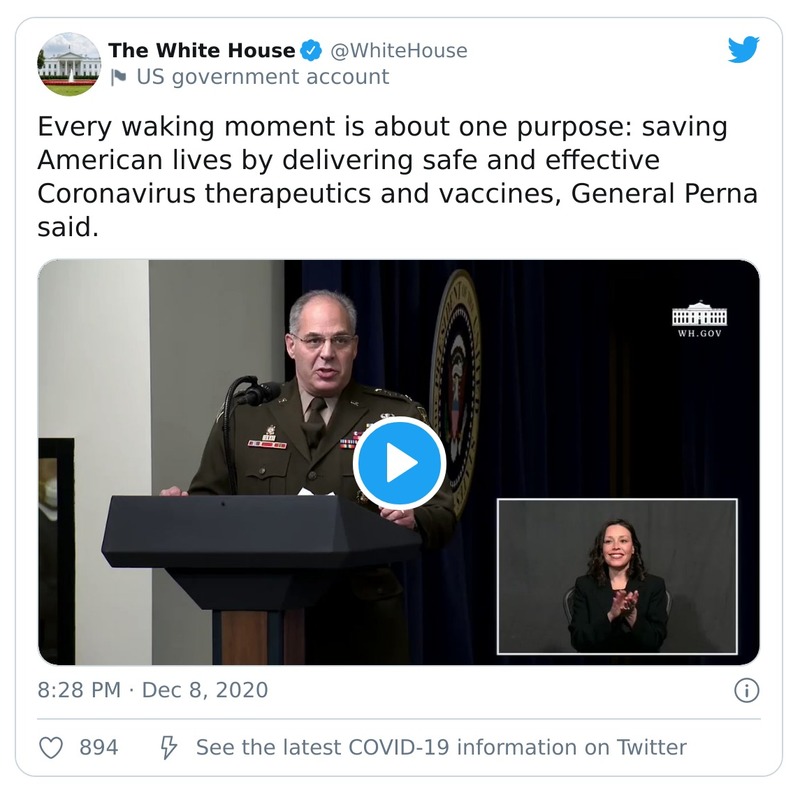 The White House @WhiteHouse
US government account
Every waking moment is about one purpose: saving
American lives by delivering safe and effective
Coronavirus therapeutics and vaccines, General Perna
said.
WH.GOV
8:28 PM · Dec 8, 2020
894 See the latest COVID-19 information on Twitter